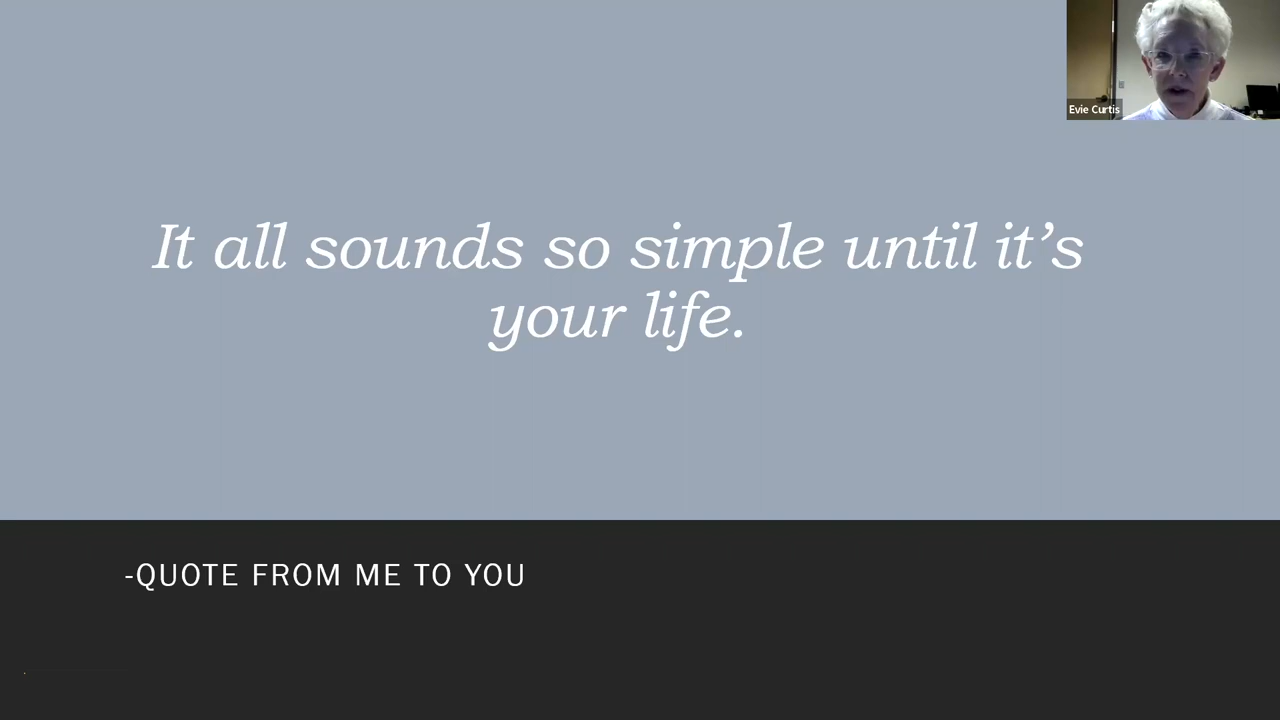 Evie Curtis
It all sounds so simple until it’s
your life.
-QUOTE FROM ME TO YOU